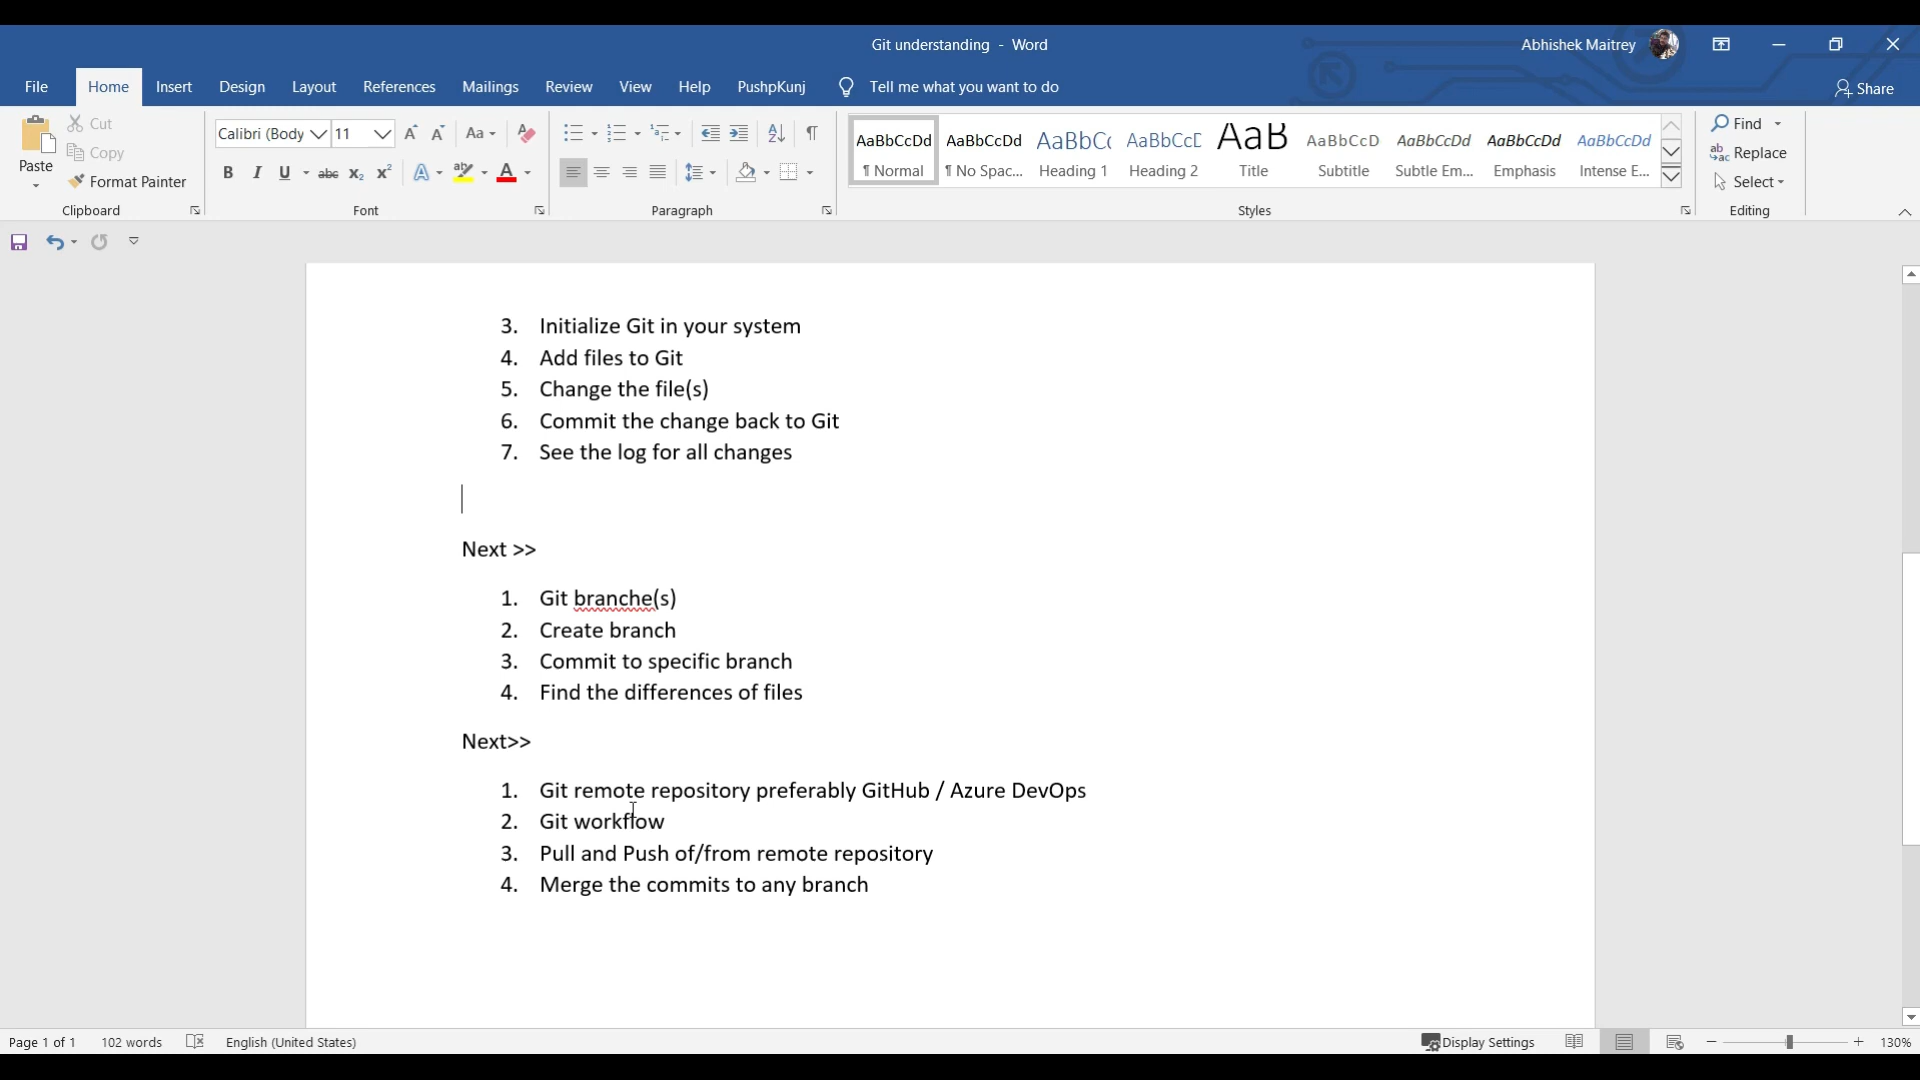 Git understanding - Word
Abhishek Maitrey
File Home Insert Design Layout References Mailings Review View Help PushpKunj Tell me what you want to do
Share
Paste
Cut
Copy
Format Painter
Clipboard
Calibri (Body 11
Aa
B I U abc x₂ x² A A
Font
Paragraph
AaBbCcDd AaBbCcDd AaBbCc AaBbCcD AaB AaBbCcD AaBbCcDd AaBbCcDd AaBbCcDd
¶ Normal ¶ No Spac... Heading 1 Heading 2 Title Subtitle Subtle Em... Emphasis Intense E...
Styles
Find
Replace
Select
Editing
3. Initialize Git in your system
4. Add files to Git
5. Change the file(s)
6. Commit the change back to Git
7. See the log for all changes
Next >>
1. Git branche(s)
2. Create branch
3. Commit to specific branch
4. Find the differences of files
Next>>
1. Git remote repository preferably GitHub / Azure DevOps
2. Git workflow
3. Pull and Push of/from remote repository
4. Merge the commits to any branch
Page 1 of 1 102 words English (United States) Display Settings 130%